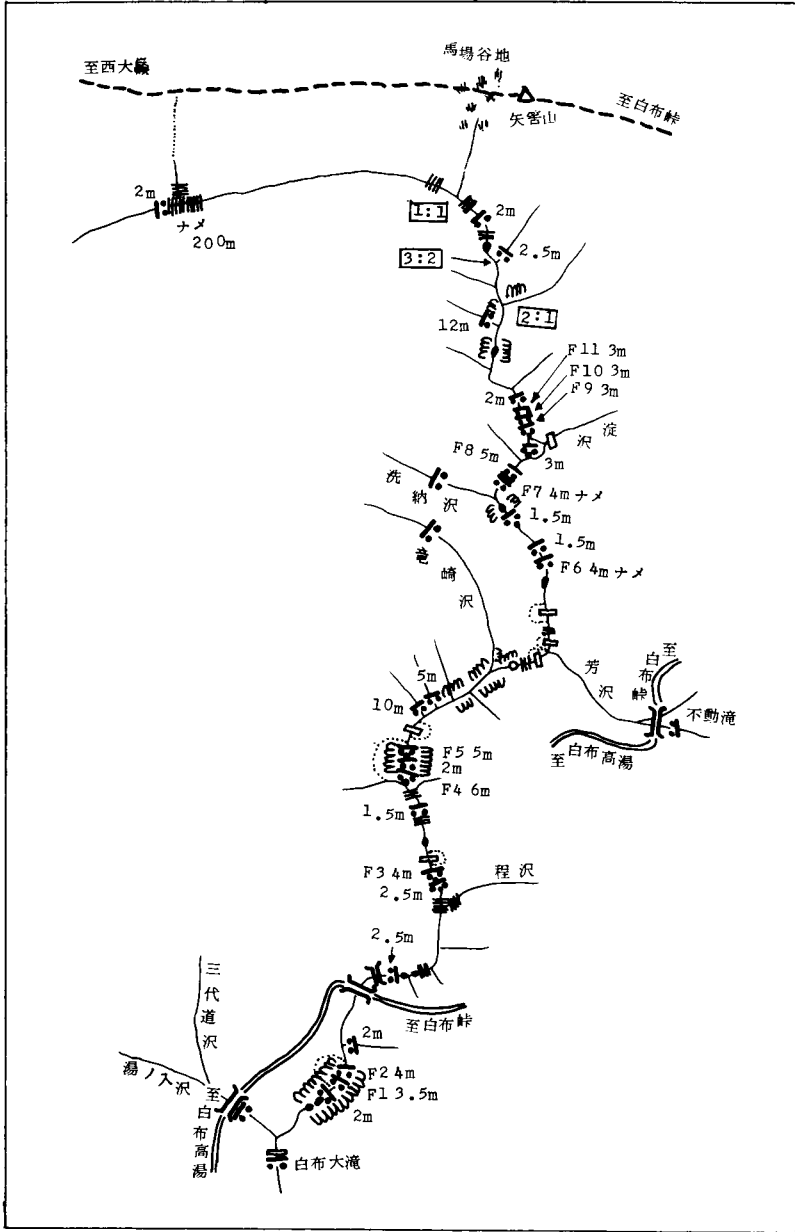 馬場谷地
至西大巓
矢筈山
至白布峠
2m
ナメ
200m
1:1
2m
3:2
2.5m
12m
2:1
F11 3m
F10 3m
F9 3m
2m
淀沢
F8 5m
3m
洗納沢
F7 4mナメ
1.5m
1.5m
竜崎沢
F6 4mナメ
芳沢
至白布峠
不動滝
至白布高湯
5m
10m
F5 5m
2m
F4 6m
1.5m
F3 4m
2.5m
程沢
2.5m
三代道沢
至白布峠
2m
湯ノ入沢
F2 4m
F1 3.5m
2m
至白布高湯
白布大滝